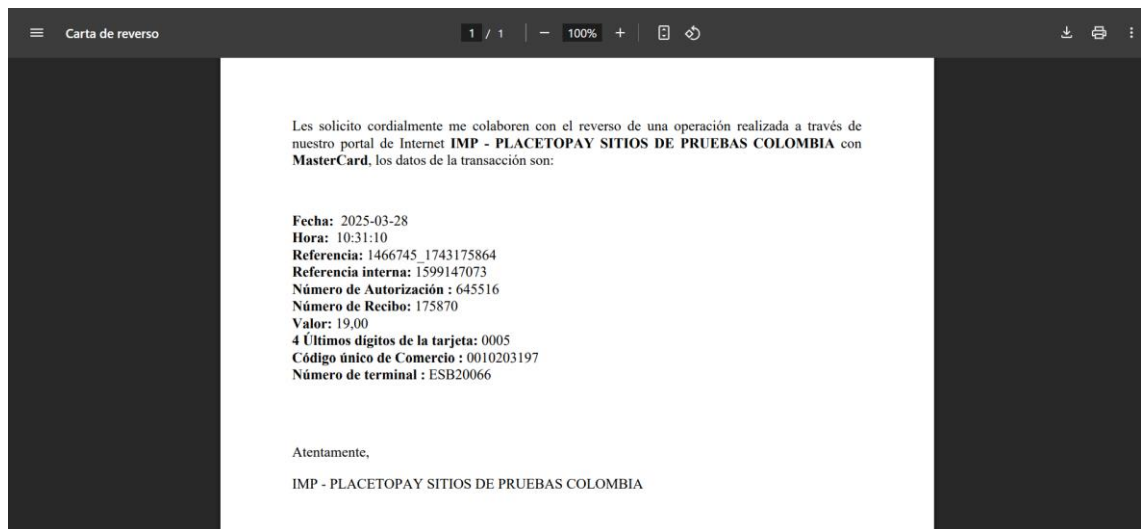 Carta de reverso
1 / 1
100%
Les solicito cordialmente me colaboren con el reverso de una operación realizada a través de
nuestro portal de Internet IMP - PLACETOPAY SITIOS DE PRUEBAS COLOMBIA con
MasterCard, los datos de la transacción son:
Fecha: 2025-03-28
Hora: 10:31:10
Referencia: 1466745_1743175864
Referencia interna: 1599147073
Número de Autorización : 645516
Número de Recibo: 175870
Valor: 19,00
4 Últimos dígitos de la tarjeta: 0005
Código único de Comercio : 0010203197
Número de terminal : ESB20066
Atentamente,
IMP - PLACETOPAY SITIOS DE PRUEBAS COLOMBIA